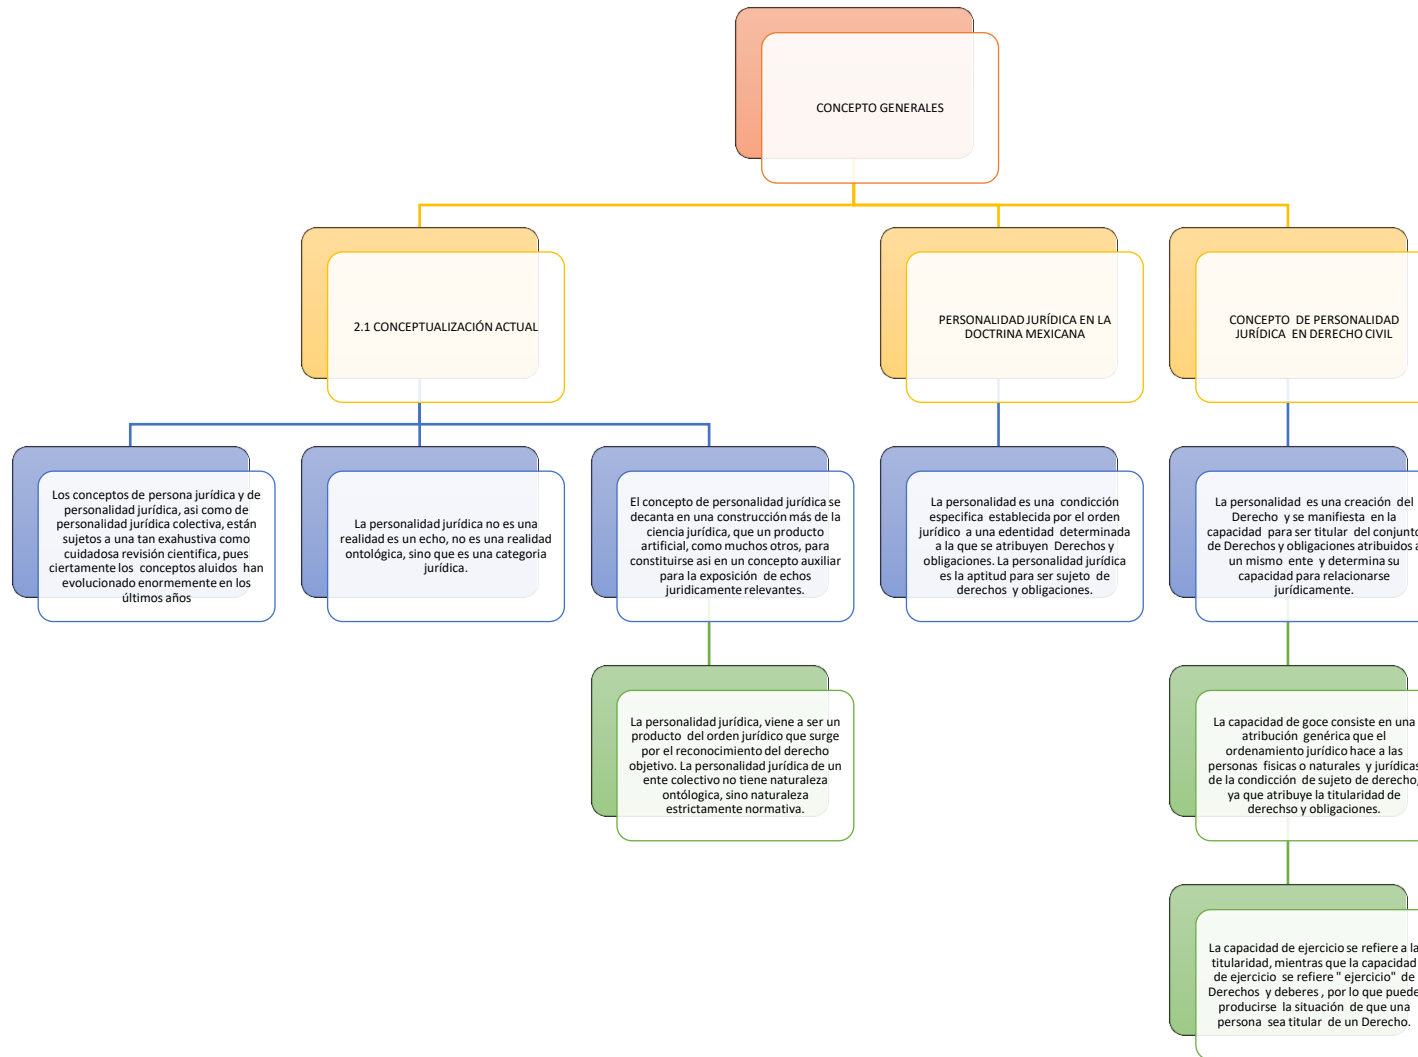 CONCEPTO GENERALES
2.1 CONCEPTUALIZACIÓN ACTUAL
PERSONALIDAD JURÍDICA EN LA
DOCTRINA MEXICANA
CONCEPTO DE PERSONALIDAD
JURÍDICA EN DERECHO CIVIL
Los conceptos de persona jurídica y de
personalidad jurídica, asi como de
personalidad jurídica colectiva, están
sujetos a una tan exahustiva como
cuidadosa revisión cientifica, pues
ciertamente los conceptos aluidos han
evolucionado enormemente en los
últimos años
La personalidad jurídica no es una
realidad es un echo, no es una realidad
ontológica, sino que es una categoria
jurídica.
El concepto de personalidad jurídica se
decanta en una construcción más de la
ciencia jurídica, que un producto
artificial, como muchos otros, para
constituirse asi en un concepto auxiliar
para la exposición de echos
juridicamente relevantes.
La personalidad es una condicción
especifica establecida por el orden
jurídico a una edentidad determinada
a la que se atribuyen Derechos y
obligaciones. La personalidad jurídica
es la aptitud para ser sujeto de
derechos y obligaciones.
La personalidad es una creación del
Derecho y se manifiesta en la
capacidad para ser titular del conjunto
de Derechos y obligaciones atribuidos a
un mismo ente y determina su
capacidad para relacionarse
jurídicamente.
La personalidad jurídica, viene a ser un
producto del orden jurídico que surge
por el reconocimiento del derecho
objetivo. La personalidad jurídica de un
ente colectivo no tiene naturaleza
ontólogica, sino naturaleza
estrictamente normativa.
La capacidad de goce consiste en una
atribución genérica que el
ordenamiento jurídico hace a las
personas fisicas o naturales y jurídicas
de la condicción de sujeto de derecho,
ya que atribuye la titularidad de
derechso y obligaciones.
La capacidad de ejercicio se refiere a la
titularidad, mientras que la capacidad
de ejercicio se refiere " ejercicio" de
Derechos y deberes , por lo que puede
producirse la situación de que una
persona sea titular de un Derecho.